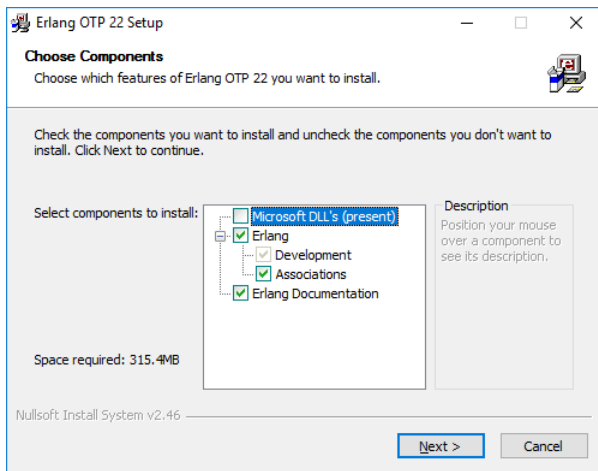 Erlang OTP 22 Setup
Choose Components
Choose which features of Erlang OTP 22 you want to install.
Check the components you want to install and uncheck the components you don't want to
install. Click Next to continue.
Select components to install:
Microsoft DLL's (present)
Erlang
Development
Associations
Erlang Documentation
Description
Position your mouse
over a component to
see its description.
Space required: 315.4MB
Nullsoft Install System v2.46
Next >
Cancel